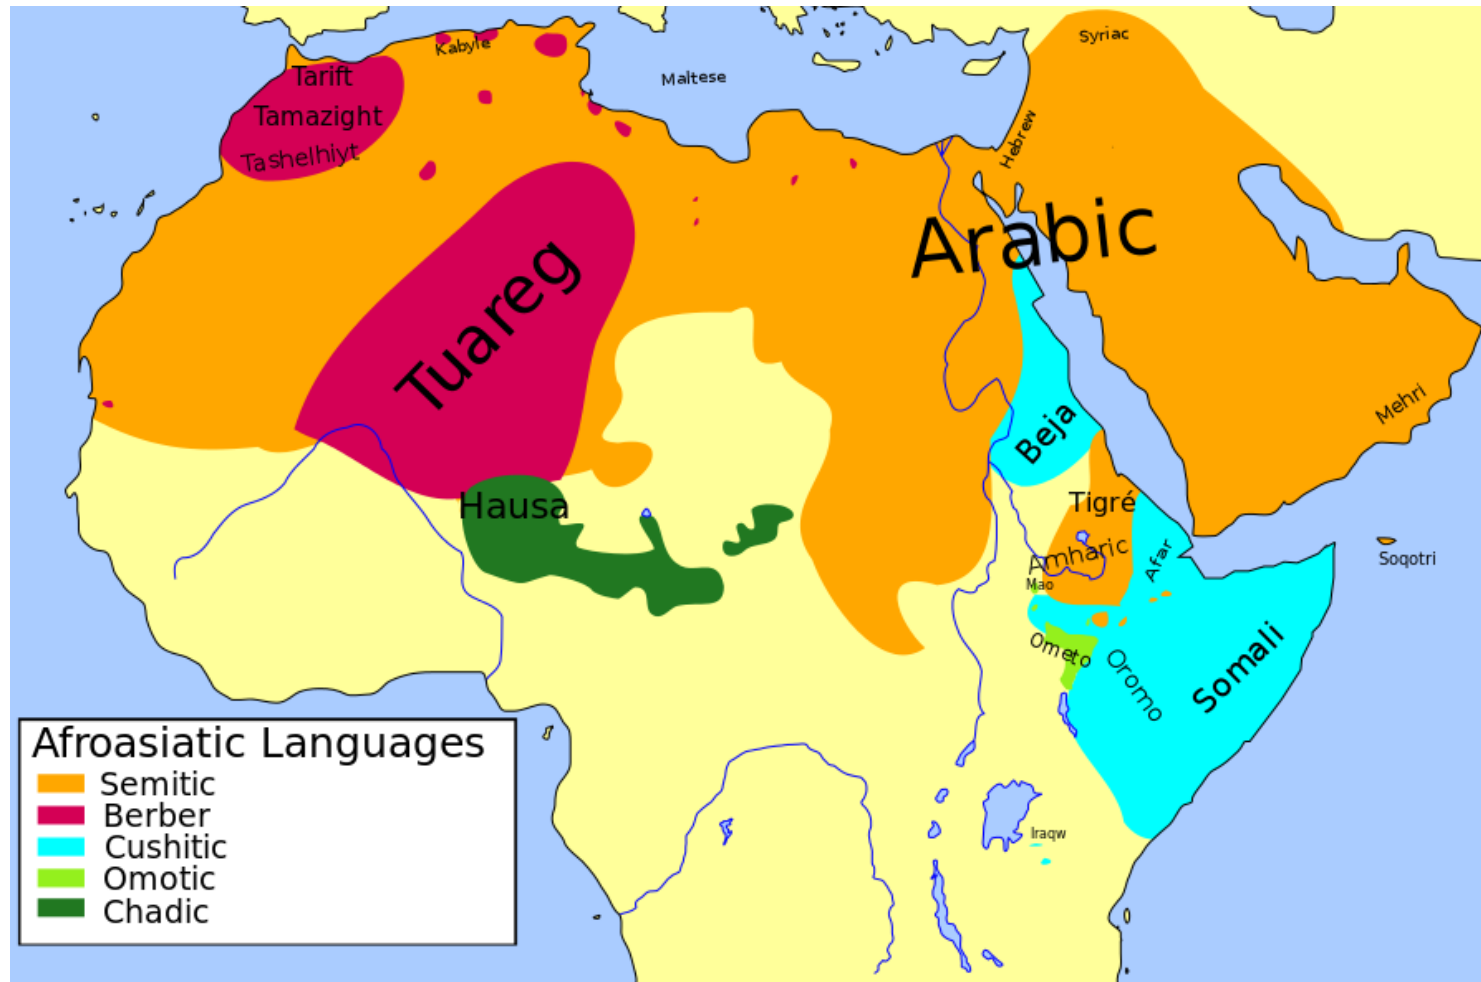 Syriac
Kabyle
Maltese
Tarift
Tamazght
Tashelhiyt
Hebrew
Arabic
Tuareg
Mehri
Beja
Hausa
Tigré
Amharic
Afar
Soqotri
Mao
Ometo
Oromo
Somali
Iraqw
Afroasiatic Languages
Semitic
Berber
Cushitic
Omotic
Chadic